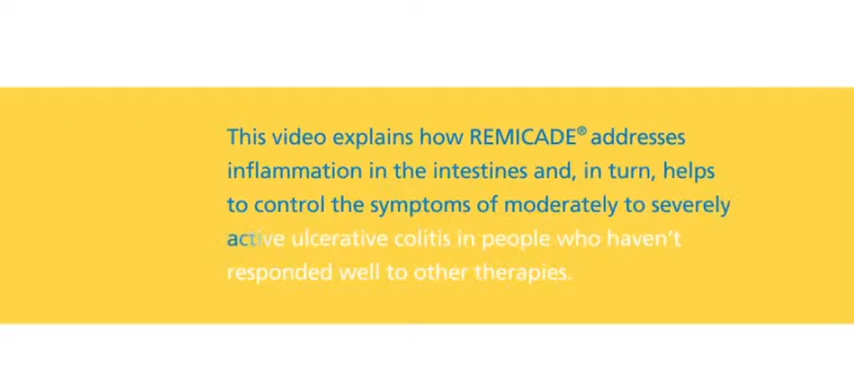 This video explains how REMICADE® addresses
inflammation in the intestines and, in turn, helps
to control the symptoms of moderately to severely
active ulcerative colitis in people who haven't
responded well to other therapies.